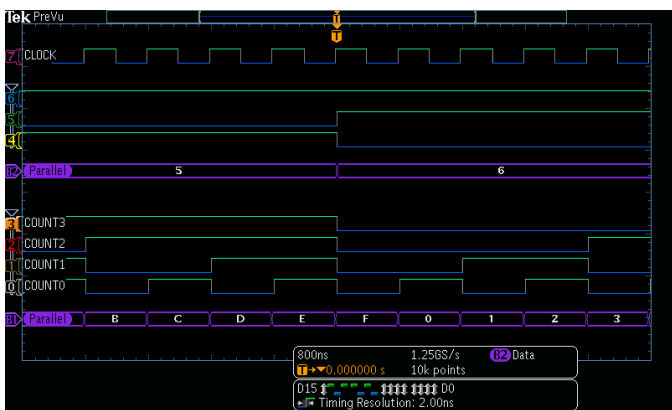 Tek PreVu
T
T
7 CLOCK
6
5
4
B2 Parallel 5 6
3 COUNT3
2 COUNT2
1 COUNT1
0 COUNT0
B1 Parallel B C D E F 0 1 2 3
800ns 1.25GS/s B2 Data
T→▼0.000000 s 10k points
D15 D0
Timing Resolution: 2.00ns